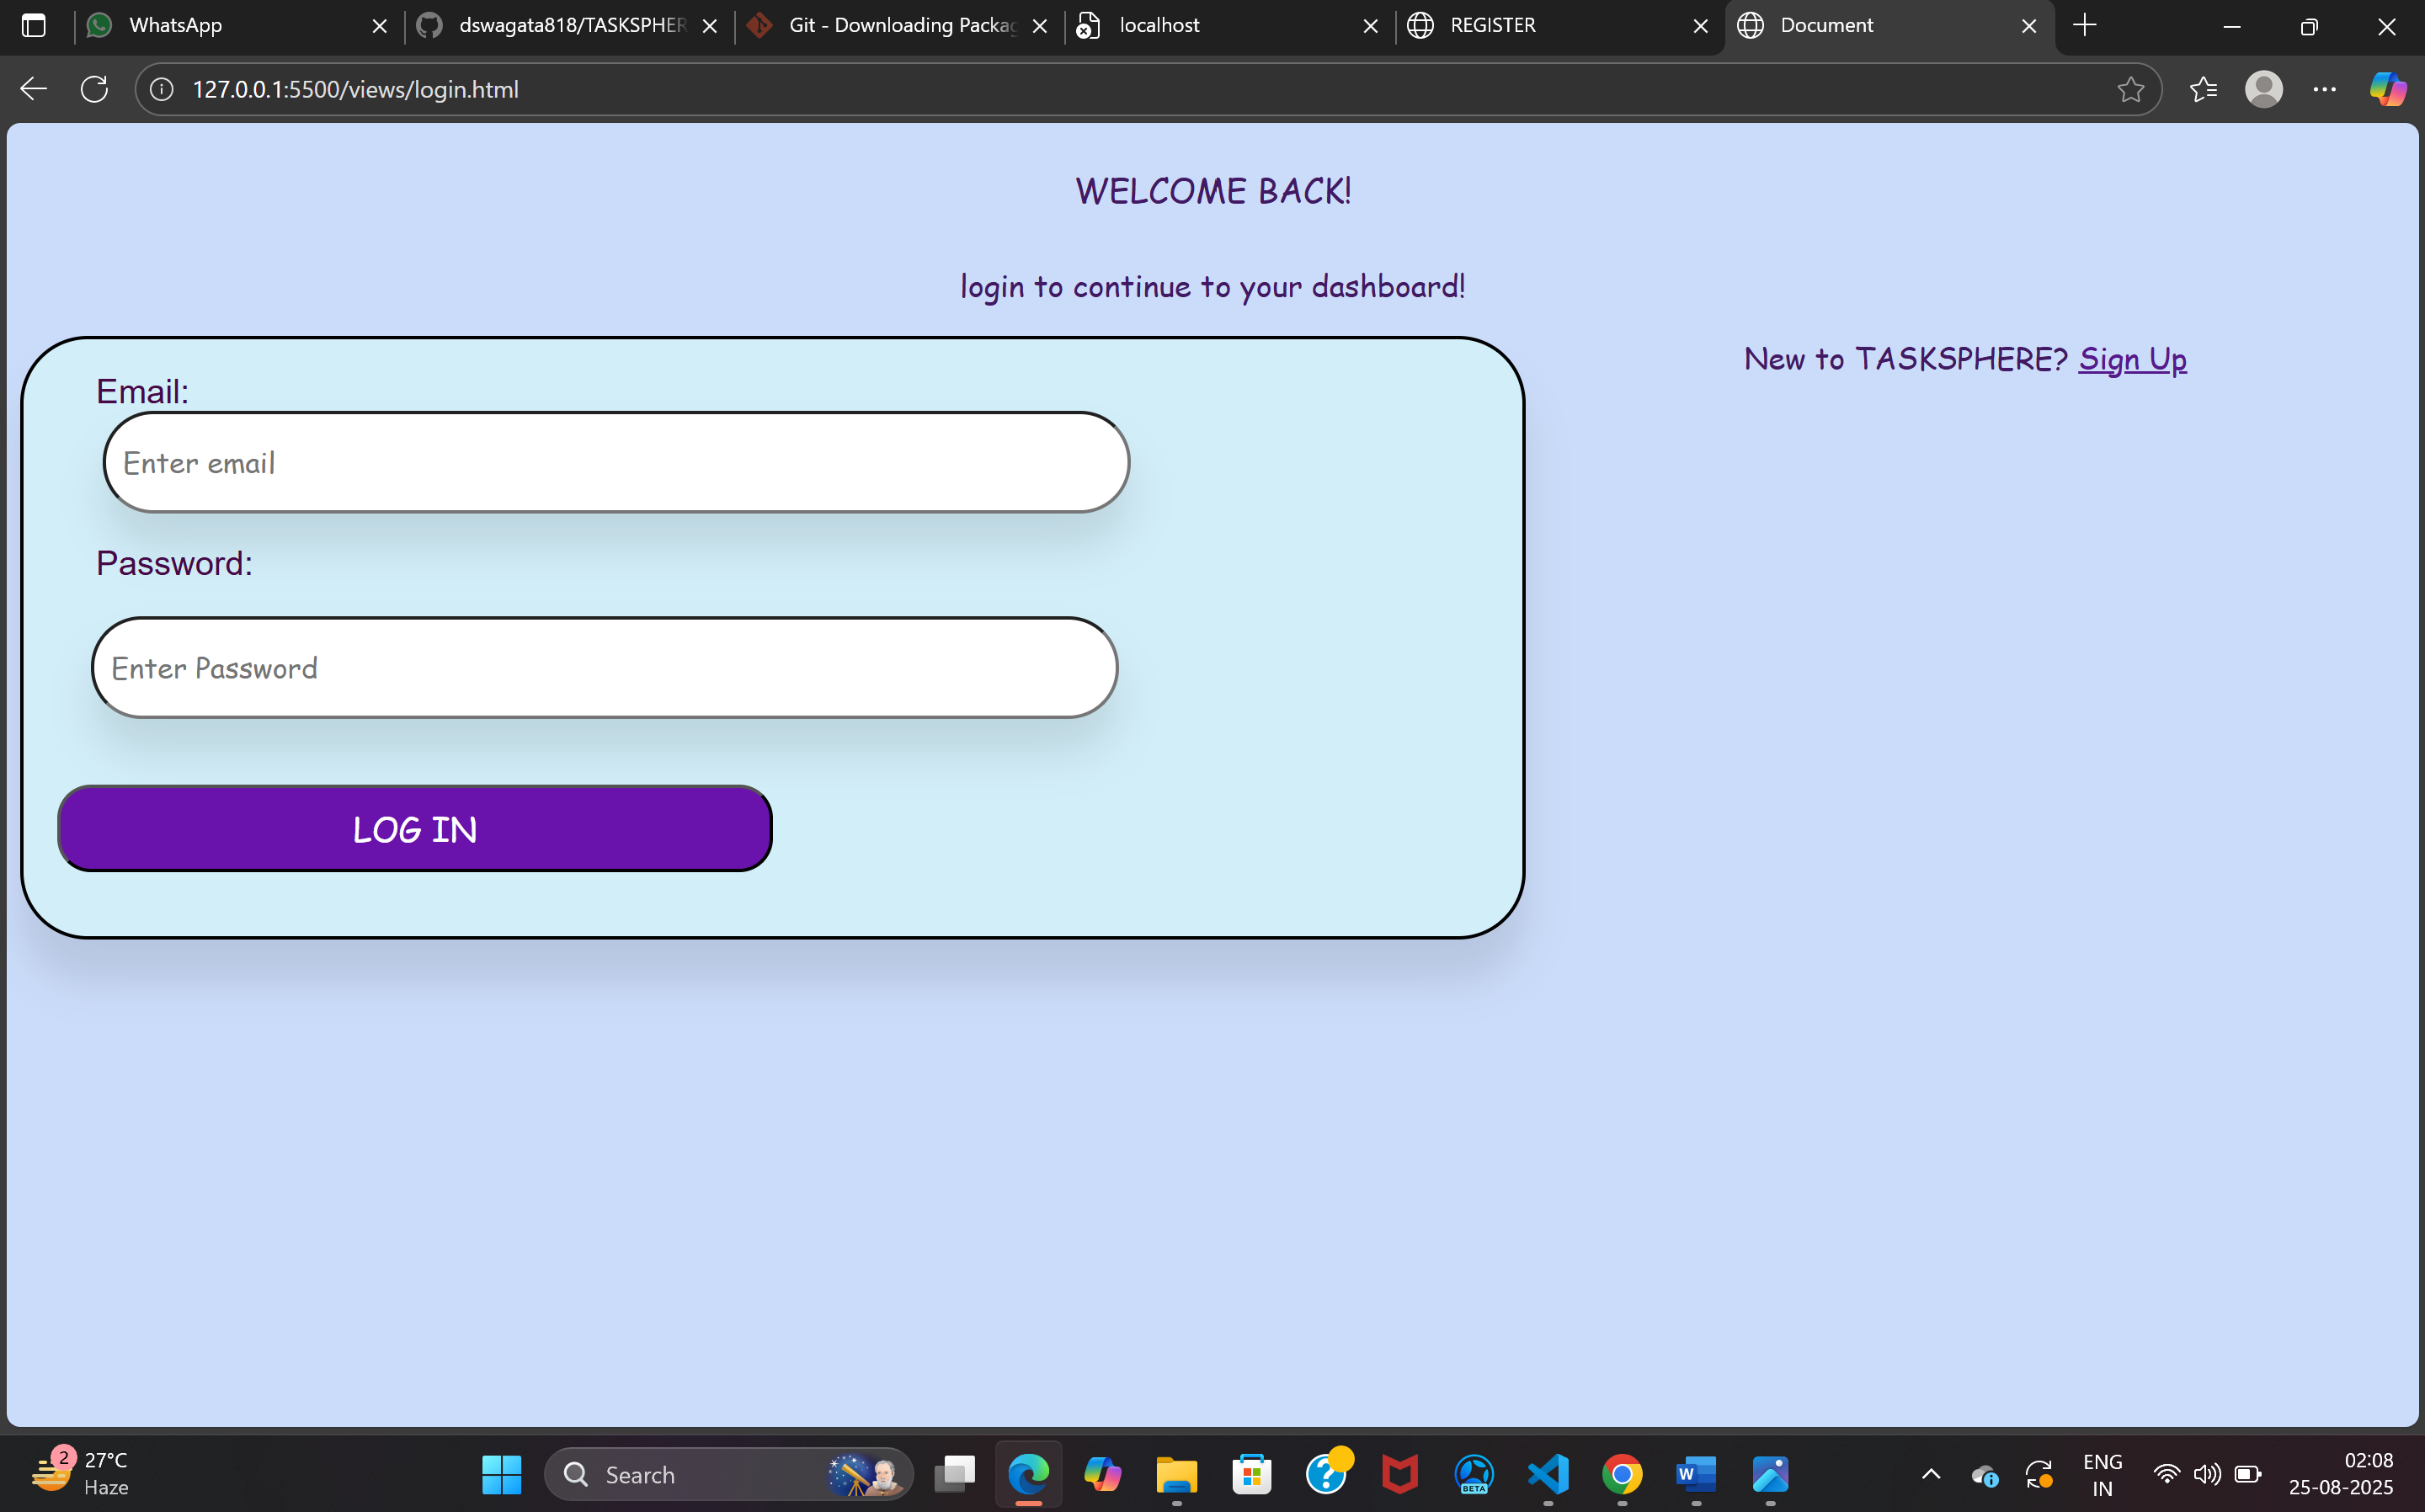 WhatsApp
dswagata818/TASKSPHER
Git - Downloading Packag
localhost
REGISTER
Document
127.0.0.1:5500/views/login.html
WELCOME BACK!
login to continue to your dashboard!
New to TASKSPHERE? Sign Up
Email:
Enter email
Password:
Enter Password
LOG IN
2
27°C
Haze
Search
BETA
W
ENG
IN
02:08
25-08-2025